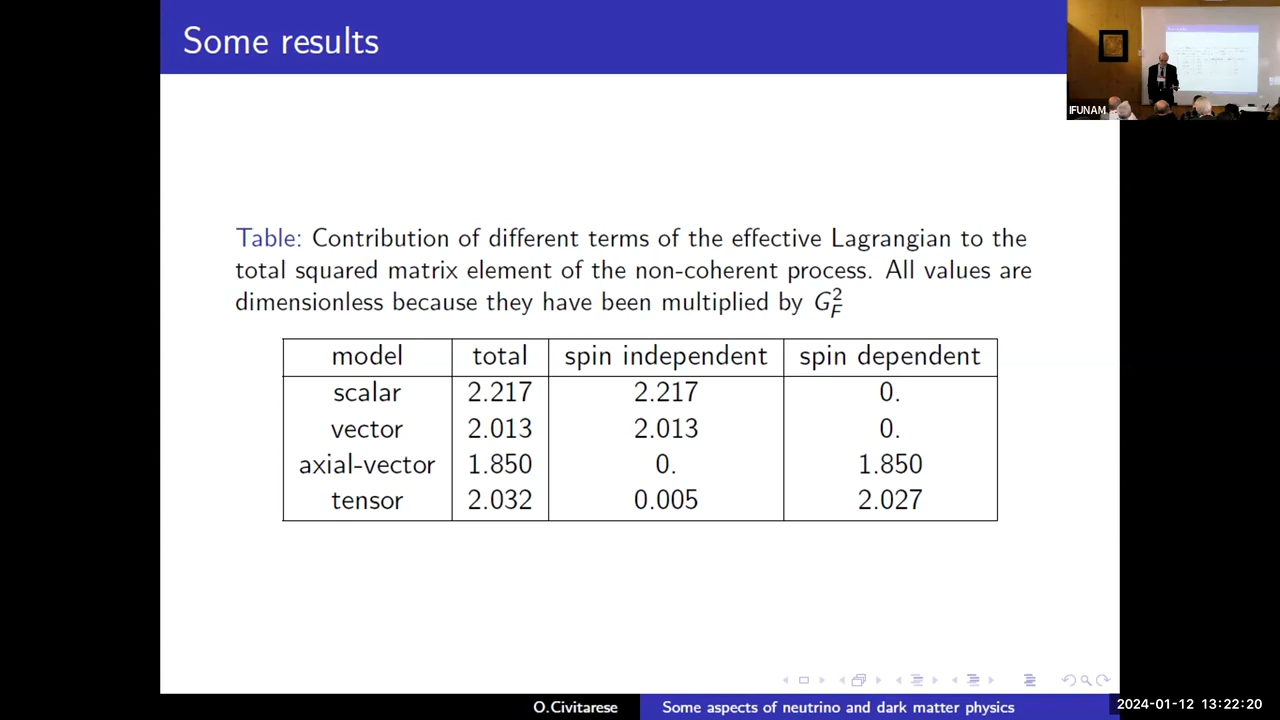 Some results
IFUNAM
Table: Contribution of different terms of the effective Lagrangian to the
total squared matrix element of the non-coherent process. All values are
dimensionless because they have been multiplied by G_F^2
model total spin independent spin dependent
scalar 2.217 2.217 0.
vector 2.013 2.013 0.
axial-vector 1.850 0. 1.850
tensor 2.032 0.005 2.027
O.Civitarese Some aspects of neutrino and dark matter physics
2024-01-12 13:22:20